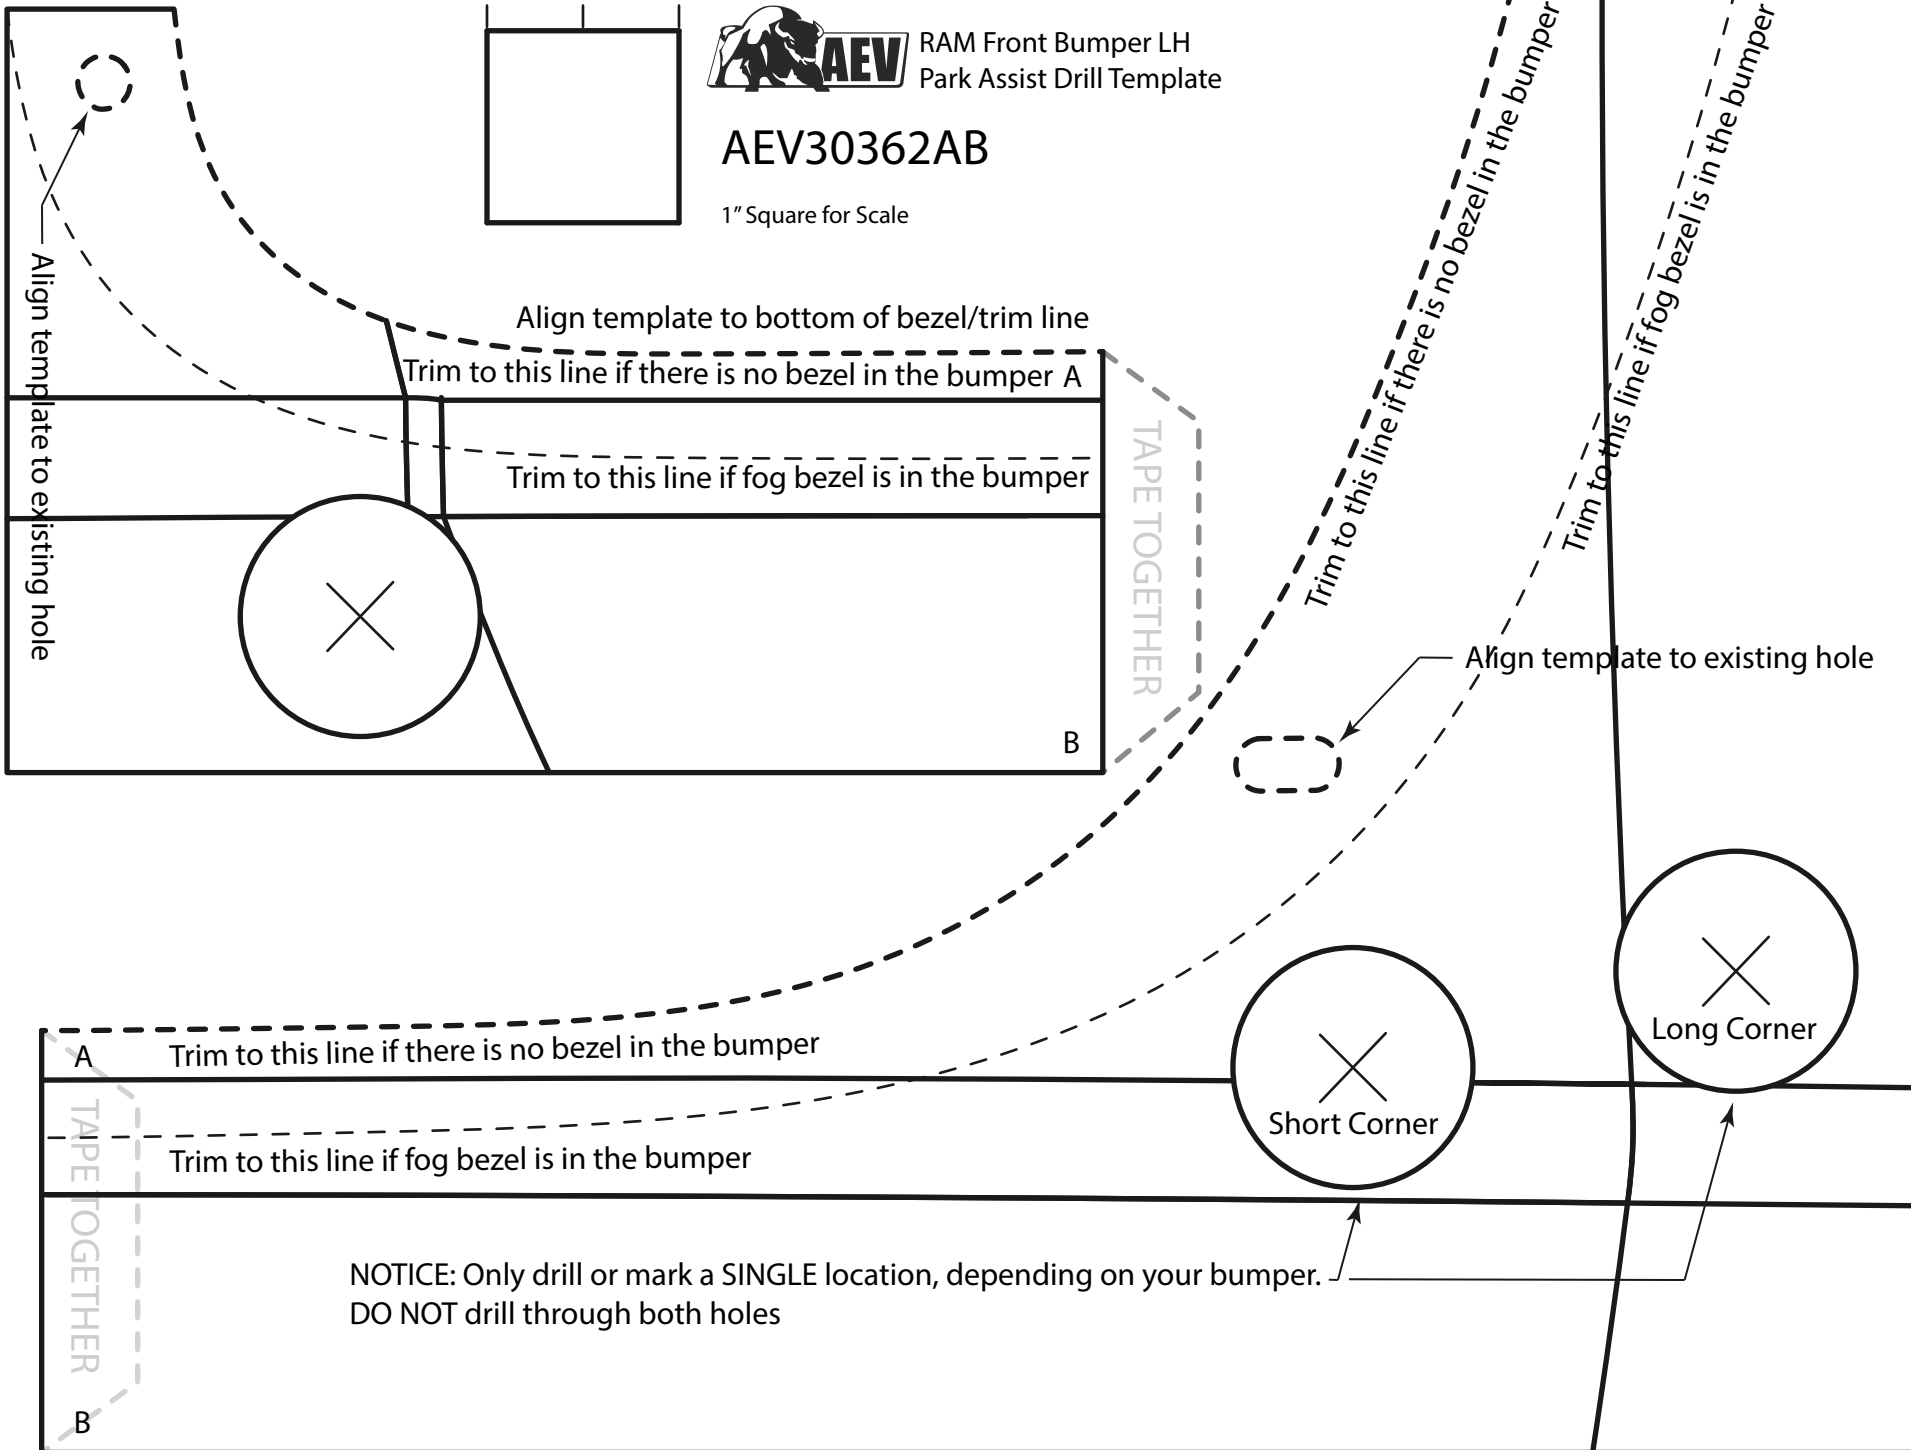 AEV
RAM Front Bumper LH
Park Assist Drill Template
AEV30362AB
1” Square for Scale
Align template to existing hole
Align template to bottom of bezel/trim line
Trim to this line if there is no bezel in the bumper A
Trim to this line if fog bezel is in the bumper
TAPE TOGETHER
B
Trim to this line if there is no bezel in the bumper
Trim to this line if fog bezel is in the bumper
Align template to existing hole
Long Corner
Short Corner
A
Trim to this line if there is no bezel in the bumper
TAPE TOGETHER
Trim to this line if fog bezel is in the bumper
NOTICE: Only drill or mark a SINGLE location, depending on your bumper.
DO NOT drill through both holes
B